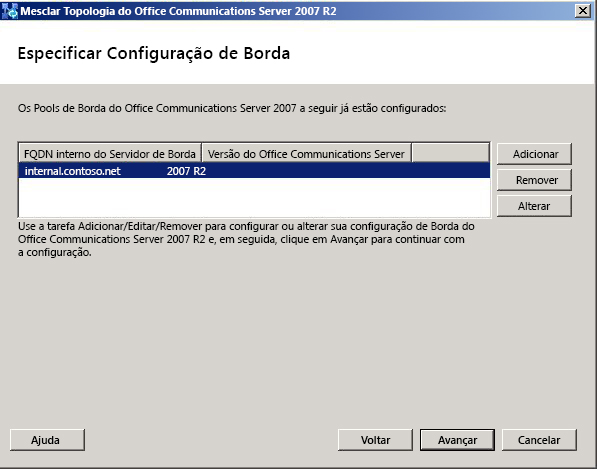 Mesclar Topologia do Office Communications Server 2007 R2
Especificar Configuração de Borda
Os Pools de Borda do Office Communications Server 2007 a seguir já estão configurados:
FQDN interno do Servidor de Borda Versão do Office Communications Server
internal.contoso.net 2007 R2
Adicionar
Remover
Alterar
Use a tarefa Adicionar/Editar/Remover para configurar ou alterar sua configuração de Borda do
Office Communications Server 2007 R2 e, em seguida, clique em Avançar para continuar com
a configuração.
Ajuda Voltar Avançar Cancelar